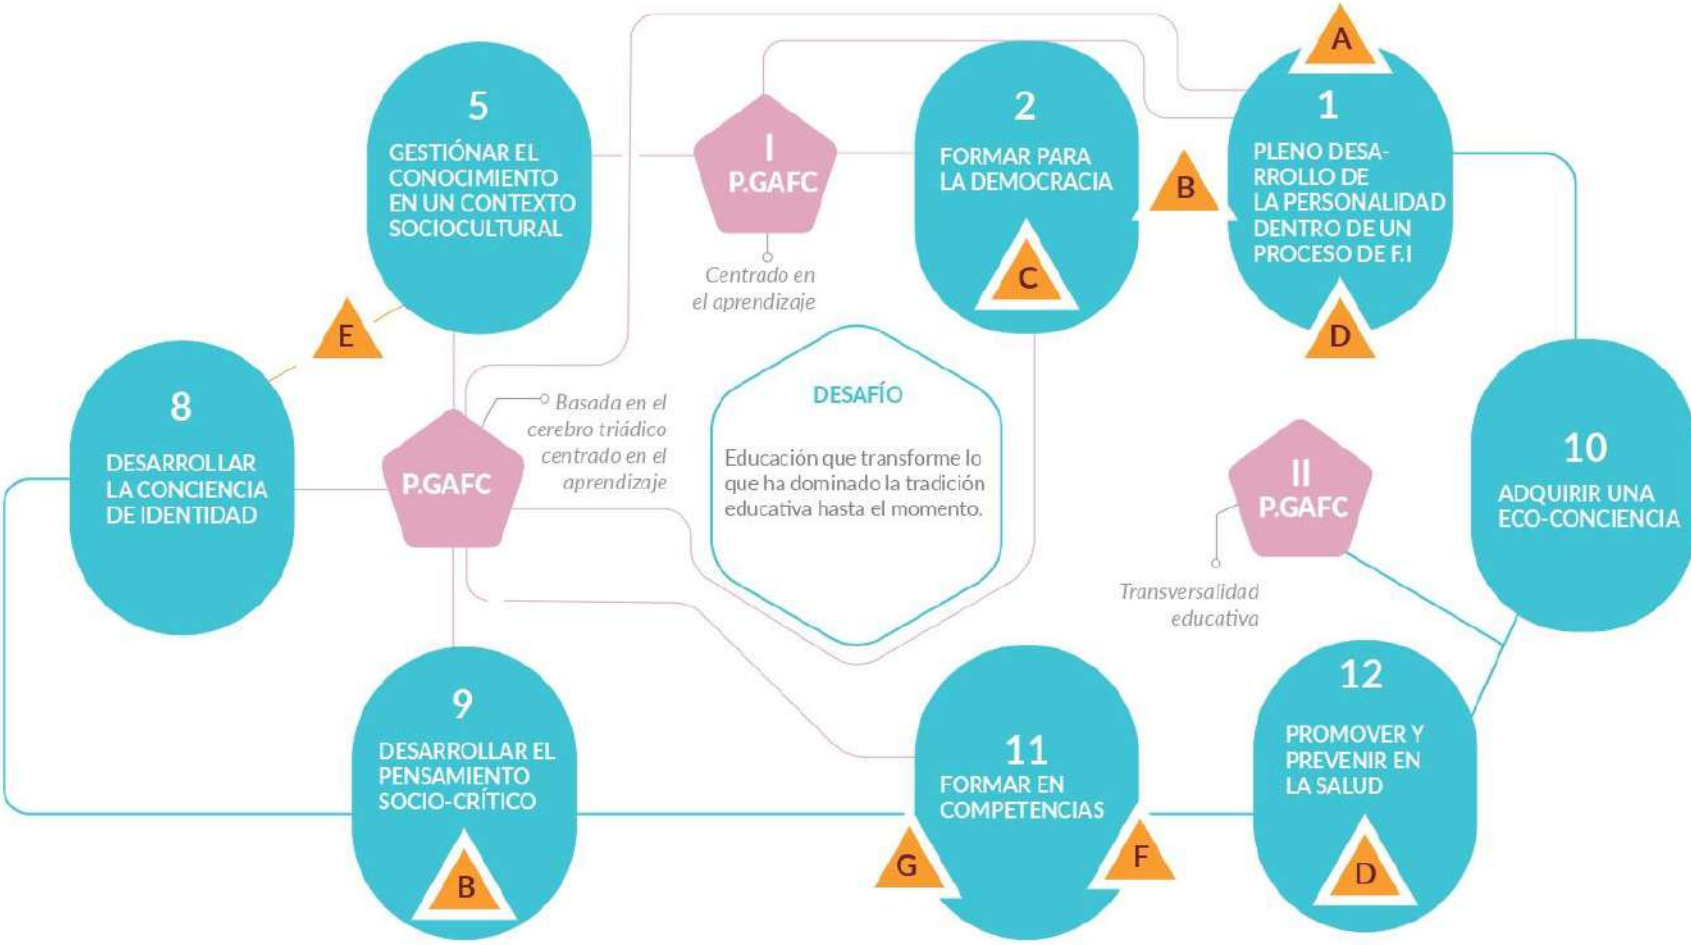 A
5
GESTIÓNAR EL
CONOCIMIENTO
EN UN CONTEXTO
SOCIOCULTURAL
I
P.GAFC
Centrado en
el aprendizaje
2
FORMAR PARA
LA DEMOCRACIA
C
B
1
PLENO DESA-
RROLLO DE
LA PERSONALIDAD
DENTRO DE UN
PROCESO DE F.I
D
E
8
DESARROLLAR
LA CONCIENCIA
DE IDENTIDAD
P.GAFC
Basada en el
cerebro triádico
centrado en el
aprendizaje
DESAFÍO
Educación que transforme lo
que ha dominado la tradición
educativa hasta el momento.
II
P.GAFC
Transversalidad
educativa
10
ADQUIRIR UNA
ECO-CONCIENCIA
9
DESARROLLAR EL
PENSAMIENTO
SOCIO-CRÍTICO
B
11
FORMAR EN
COMPETENCIAS
G
F
12
PROMOVER Y
PREVENIR EN
LA SALUD
D